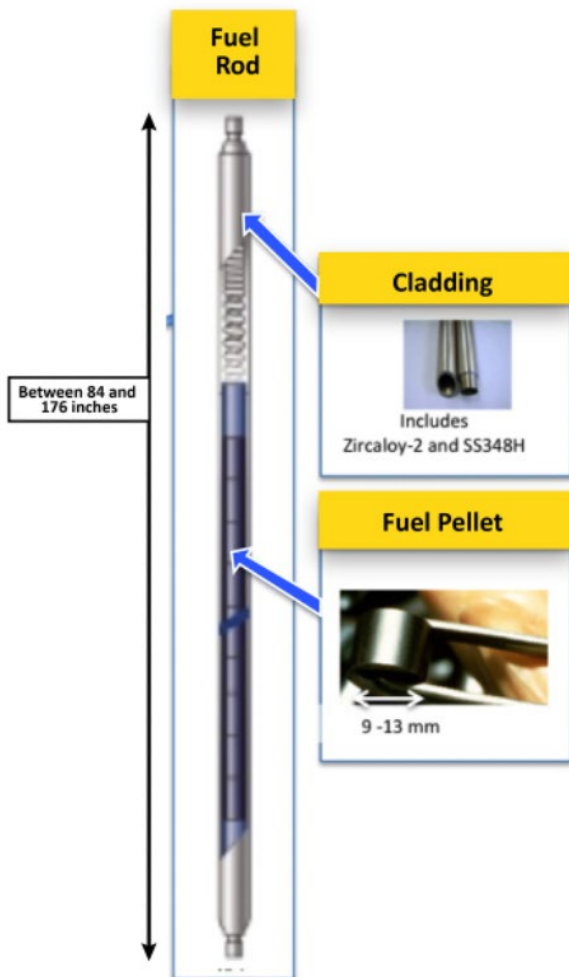 Fuel
Rod
Cladding
Between 84 and
176 inches
Includes
Zircaloy-2 and SS348H
Fuel Pellet
9 -13 mm